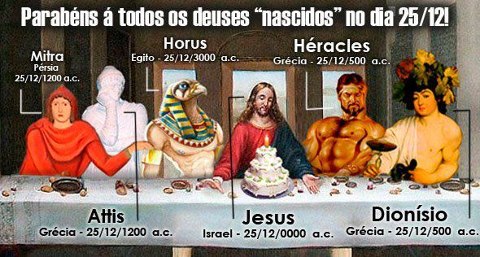 Parabéns á todos os deuses “nascidos” no dia 25/12!
Mitra
Pérsia
25/12/1200 a.c.
Horus
Egito - 25/12/3000 a.c.
Héracles
Grécia - 25/12/500 a.c.
Attis
Grécia - 25/12/1200 a.c.
Jesus
Israel - 25/12/0000 a.c.
Dionísio
Grécia - 25/12/500 a.c.